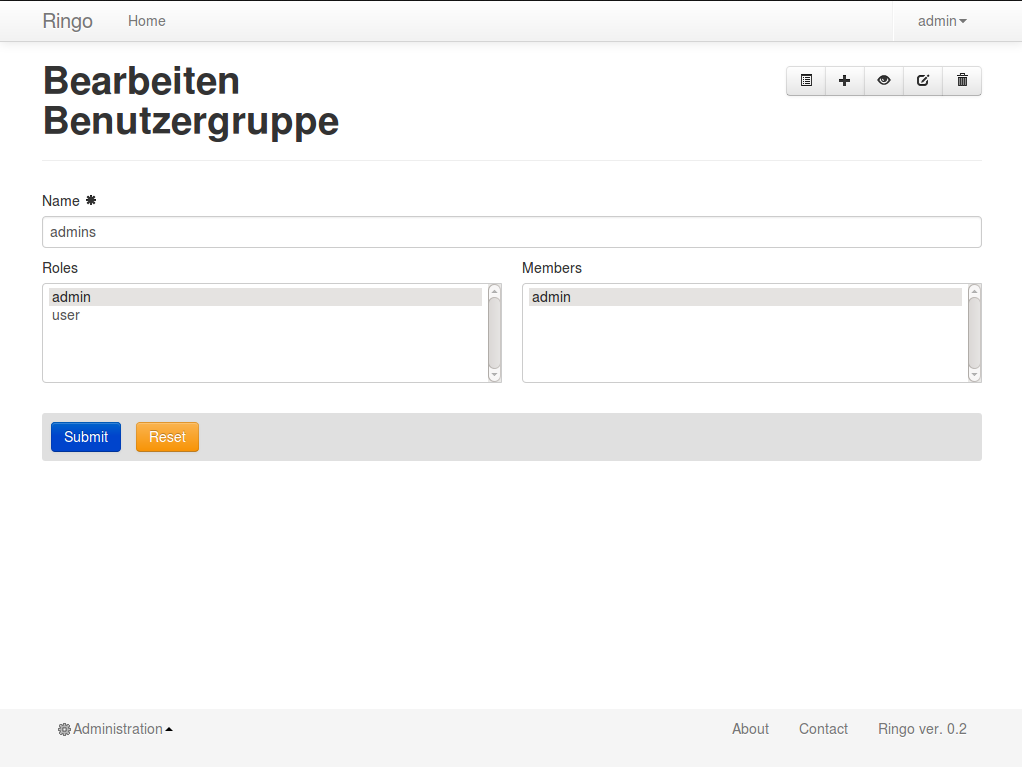 Ringo Home admin
Bearbeiten
Benutzergruppe
Name
admins
Roles Members
admin admin
user
Submit Reset
Administration About Contact Ringo ver. 0.2